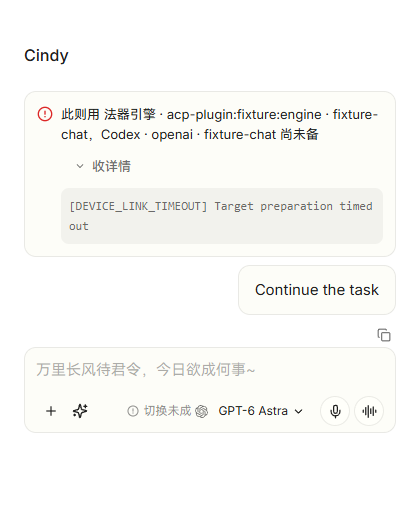 Cindy
此则用 法器引擎 · acp-plugin:fixture:engine · fixture-
chat，Codex · openai · fixture-chat 尚未备
收详情
[DEVICE_LINK_TIMEOUT] Target preparation timed
out
Continue the task
万里长风待君令，今日欲成何事~
切换未成 GPT-6 Astra